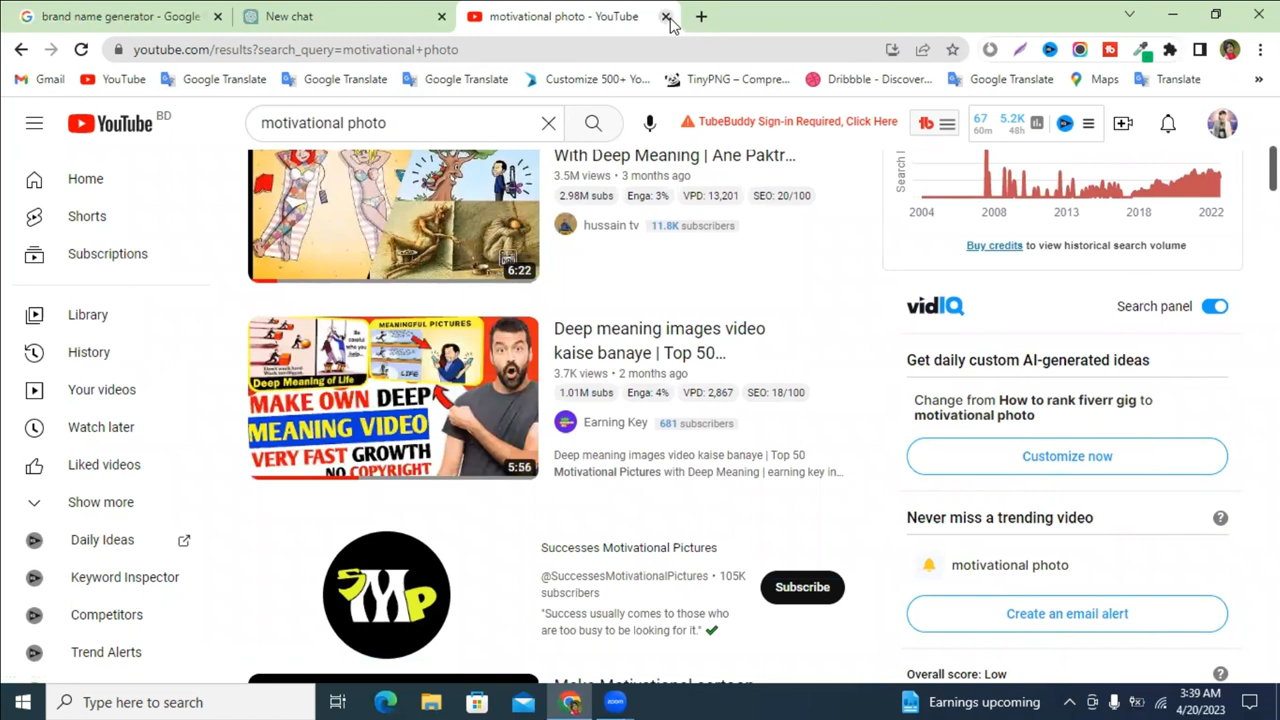 brand name generator - Google
New chat
motivational photo - YouTube
youtube.com/results?search_query=motivational+photo
Gmail
YouTube
Google Translate
Google Translate
Google Translate
Customize 500+ Yo...
TinyPNG – Compre...
Dribbble - Discover...
Google Translate
Maps
Translate
»
YouTube BD
motivational photo
TubeBuddy Sign-in Required, Click Here
tb
67
60m
5.2K
48h
Home
Shorts
Subscriptions
Library
History
Your videos
Watch later
Liked videos
Show more
Daily Ideas
Keyword Inspector
Competitors
Trend Alerts
6:22
With Deep Meaning | Ane Paktr...
3.5M views • 3 months ago
2.98M subs
Enga: 3%
VPD: 13,201
SEO: 20/100
hussain tv
11.8K subscribers
MEANINGFUL PICTURES
LIFE
Deep Meaning of Life
MAKE OWN DEEP
MEANING VIDEO
VERY FAST GROWTH
NO COPYRIGHT
5:56
Deep meaning images video
kaise banaye | Top 50...
3.7K views • 2 months ago
1.01M subs
Enga: 4%
VPD: 2,867
SEO: 18/100
Earning Key
681 subscribers
Deep meaning images video kaise banaye | Top 50
Motivational Pictures with Deep Meaning | earning key in...
SMP
Successes Motivational Pictures
@SuccessesMotivationalPictures • 105K
subscribers
"Success usually comes to those who
are too busy to be looking for it." ✔
Subscribe
Search
2004
2008
2013
2018
2022
Buy credits to view historical search volume
vidIQ
Search panel
Get daily custom AI-generated ideas
Change from How to rank fiverr gig to
motivational photo
Customize now
Never miss a trending video
motivational photo
Create an email alert
Overall score: Low
Type here to search
zoom
Earnings upcoming
3:39 AM
4/20/2023